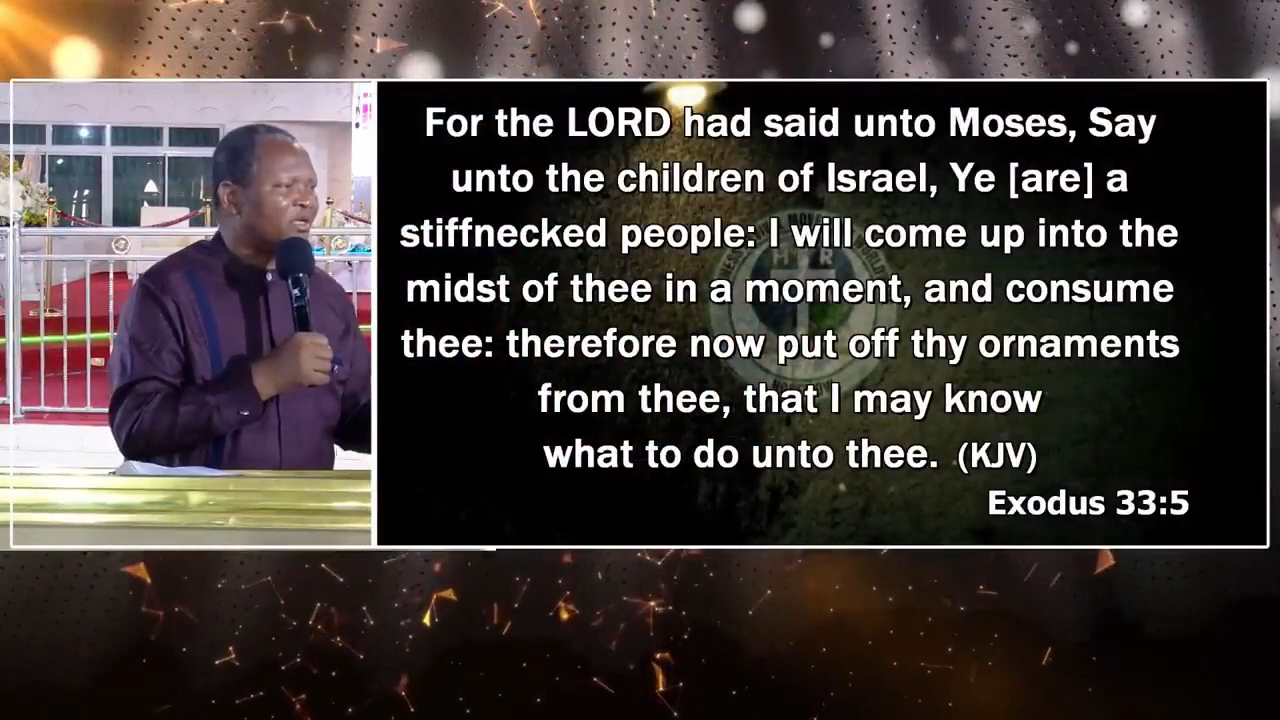 For the LORD had said unto Moses, Say
unto the children of Israel, Ye [are] a
stiffnecked people: I will come up into the
midst of thee in a moment, and consume
thee: therefore now put off thy ornaments
from thee, that I may know
what to do unto thee. (KJV)
Exodus 33:5